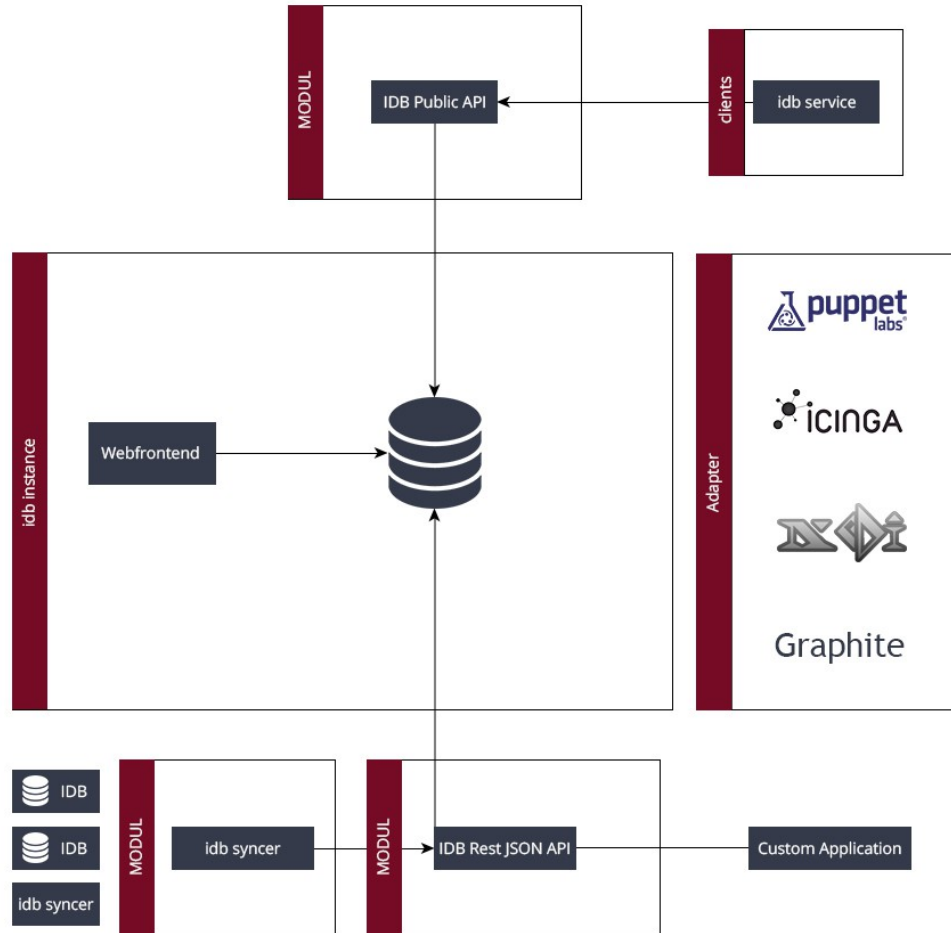 MODUL
IDB Public API
clients
idb service
idb instance
Webfrontend
Adapter
puppet
labs®
iCINGA
NeDi
Graphite
IDB
IDB
idb syncer
MODUL
idb syncer
MODUL
IDB Rest JSON API
Custom Application